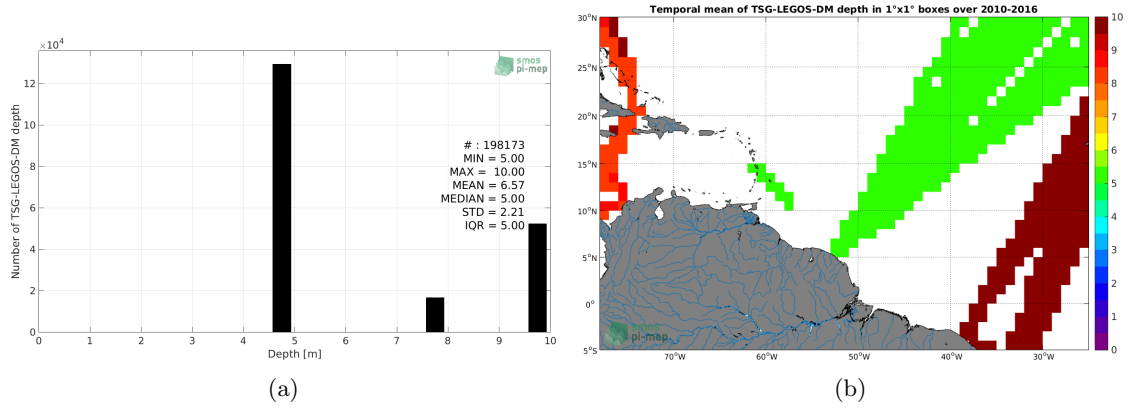 ×10⁴
12
10
8
6
4
2
0
0 1 2 3 4 5 6 7 8 9 10
Number of TSG-LEGOS-DM depth
Depth [m]
smos
pi-mep
# : 198173
MIN = 5.00
MAX = 10.00
MEAN = 6.57
MEDIAN = 5.00
STD = 2.21
IQR = 5.00
(a)
Temporal mean of TSG-LEGOS-DM depth in 1°x1° boxes over 2010-2016
30°N
25°N
20°N
15°N
10°N
5°N
0°
5°S
70°W 60°W 50°W 40°W 30°W
smos
pi-mep
10
9
8
7
6
5
4
3
2
1
0
(b)